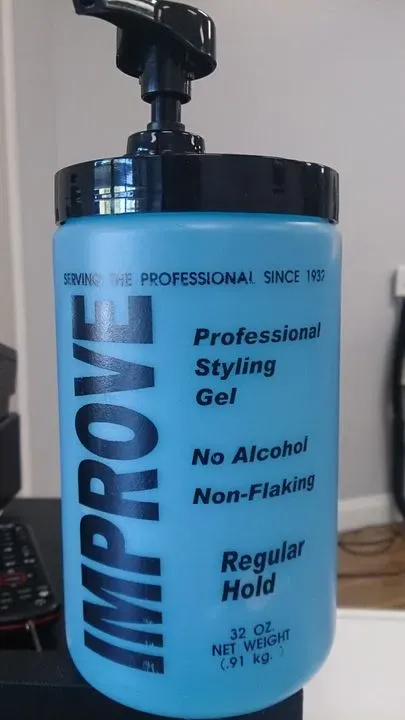 SERVING THE PROFESSIONAL SINCE 1932
IMPROVE
Professional
Styling
Gel
No Alcohol
Non-Flaking
Regular
Hold
32 OZ.
NET WEIGHT
(.91 kg. )